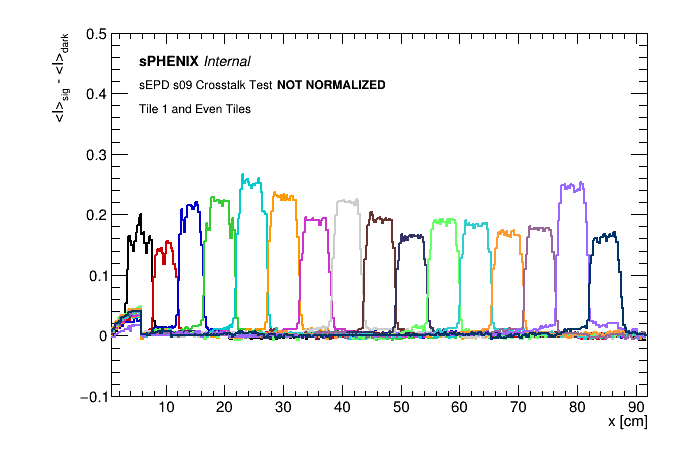 0.5
sPHENIX Internal
<I>sig - <I>dark
sEPD s09 Crosstalk Test NOT NORMALIZED
0.4
Tile 1 and Even Tiles
0.3
0.2
0.1
0
−0.1
10 20 30 40 50 60 70 80 90
x [cm]